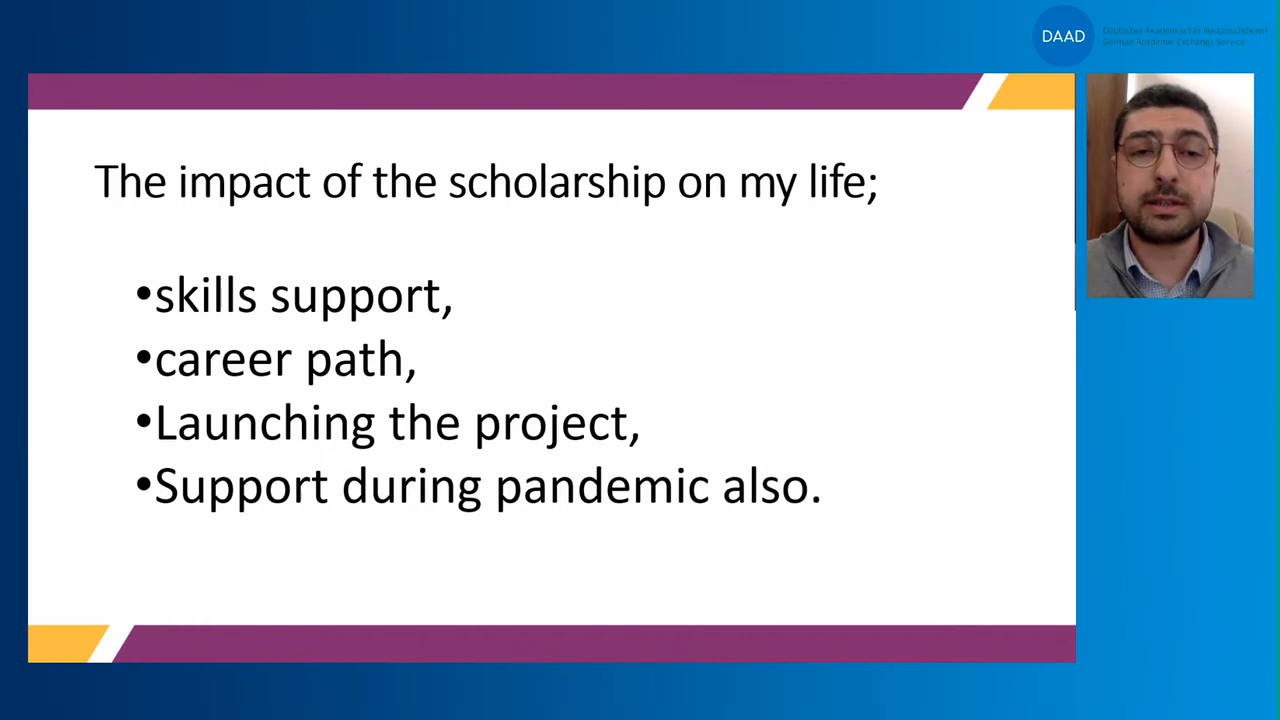 DAAD
Deutscher Akademischer Austauschdienst
German Academic Exchange Service
The impact of the scholarship on my life;
•skills support,
•career path,
•Launching the project,
•Support during pandemic also.